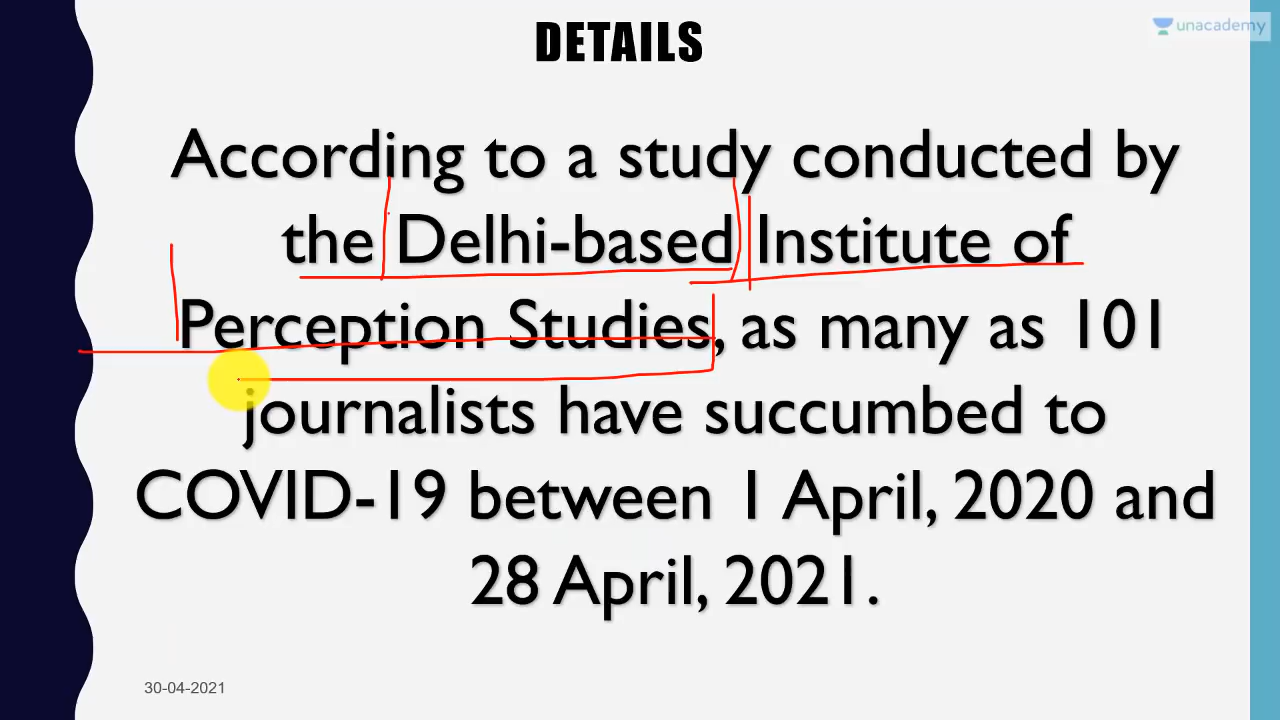 DETAILS
unacademy
According to a study conducted by
the Delhi-based Institute of
Perception Studies, as many as 101
journalists have succumbed to
COVID-19 between 1 April, 2020 and
28 April, 2021.
30-04-2021